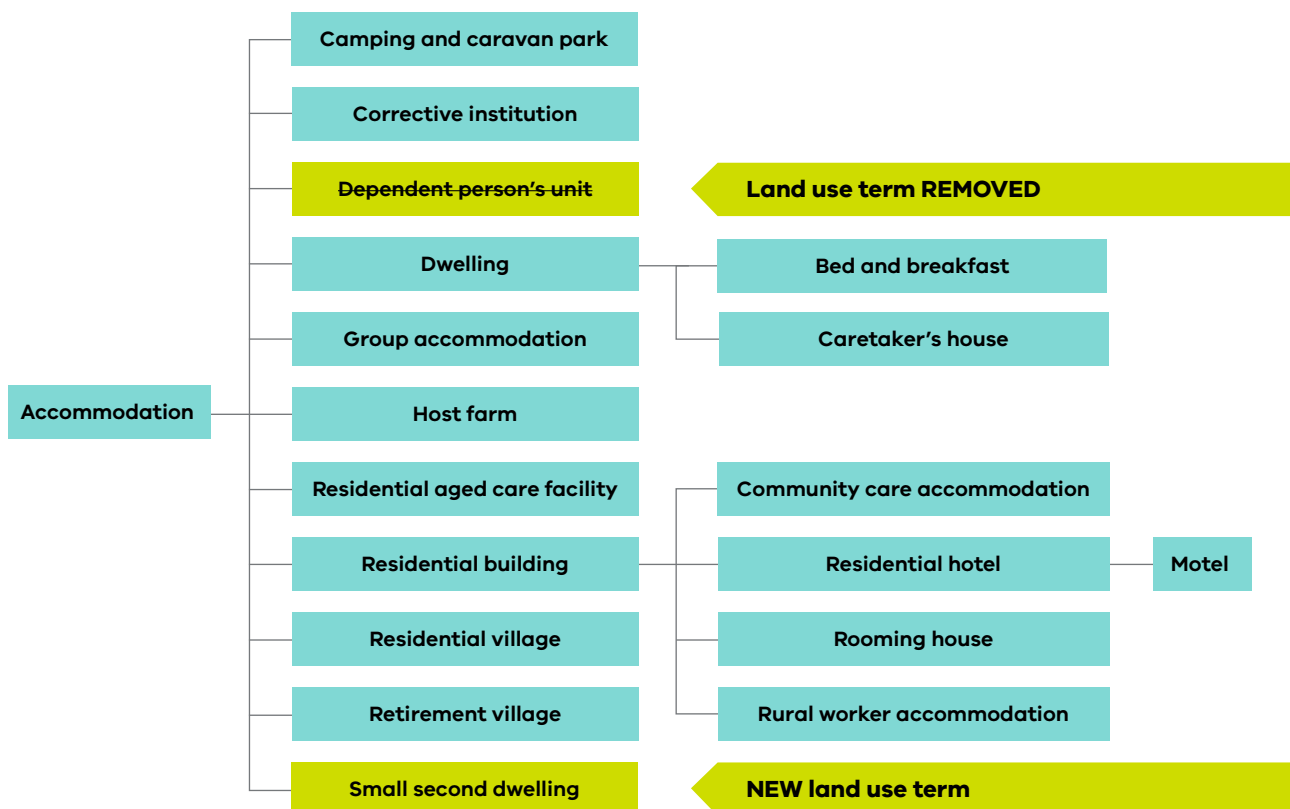 Camping and caravan park
Corrective institution
Dependent person's unit
Land use term REMOVED
Dwelling
Bed and breakfast
Group accommodation
Caretaker's house
Accommodation
Host farm
Residential aged care facility
Community care accommodation
Residential building
Residential hotel
Motel
Residential village
Rooming house
Retirement village
Rural worker accommodation
Small second dwelling
NEW land use term